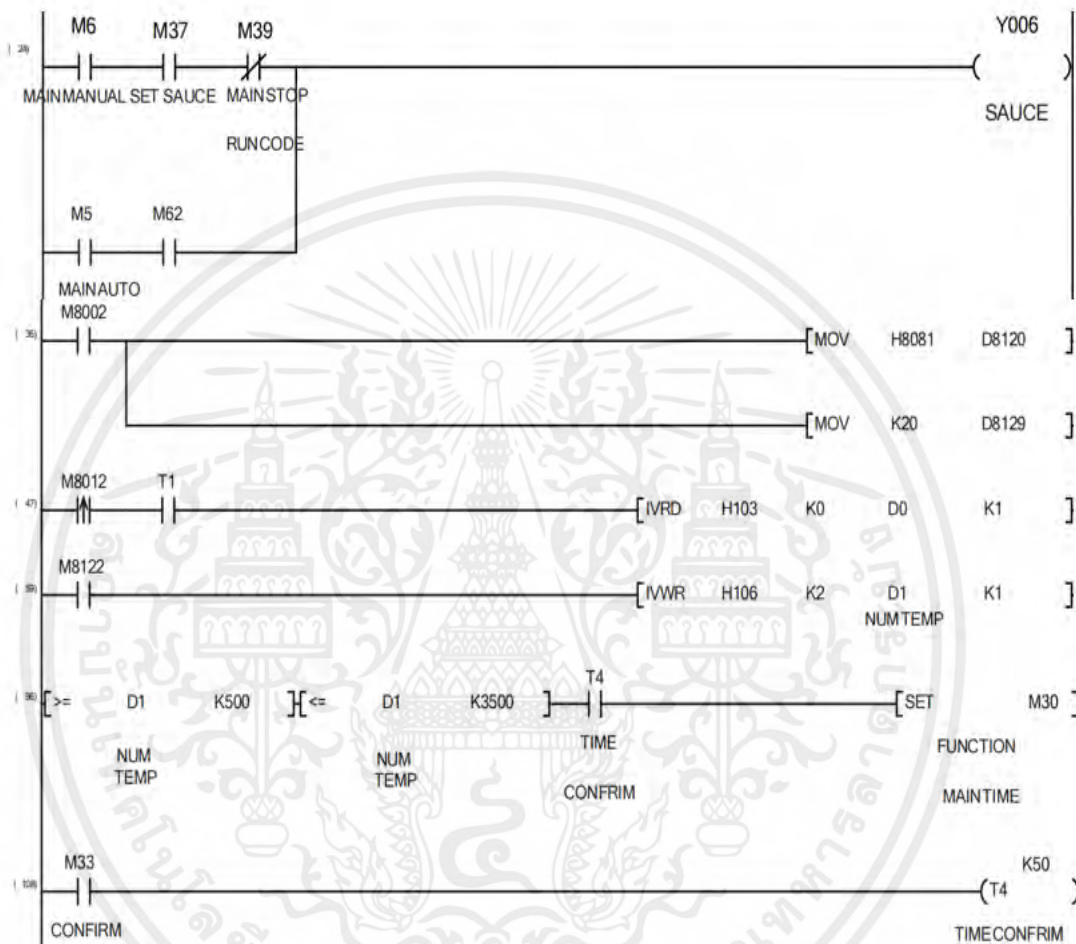 M6 M37 M39 Y006
MAIN MANUAL SET SAUCE MAIN STOP
SAUCE
RUN CODE
M5 M62
MAIN AUTO
M8002
MOV H8081 D8120
MOV K20 D8129
M8012 T1
IVRD H103 K0 D0 K1
M8122
IVWR H106 K2 D1 K1
NUM TEMP
T4
>= D1 K500 <= D1 K3500 SET M30
TIME
FUNCTION
NUM
TEMP
NUM
TEMP
CONFRIM
MAIN TIME
M33
K50
T4
CONFIRM
TIME CONFRIM